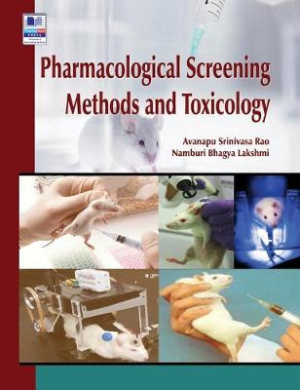 Pharmacological Screening
Methods and Toxicology
Avanapu Srinivasa Rao
Namburi Bhagya Lakshmi